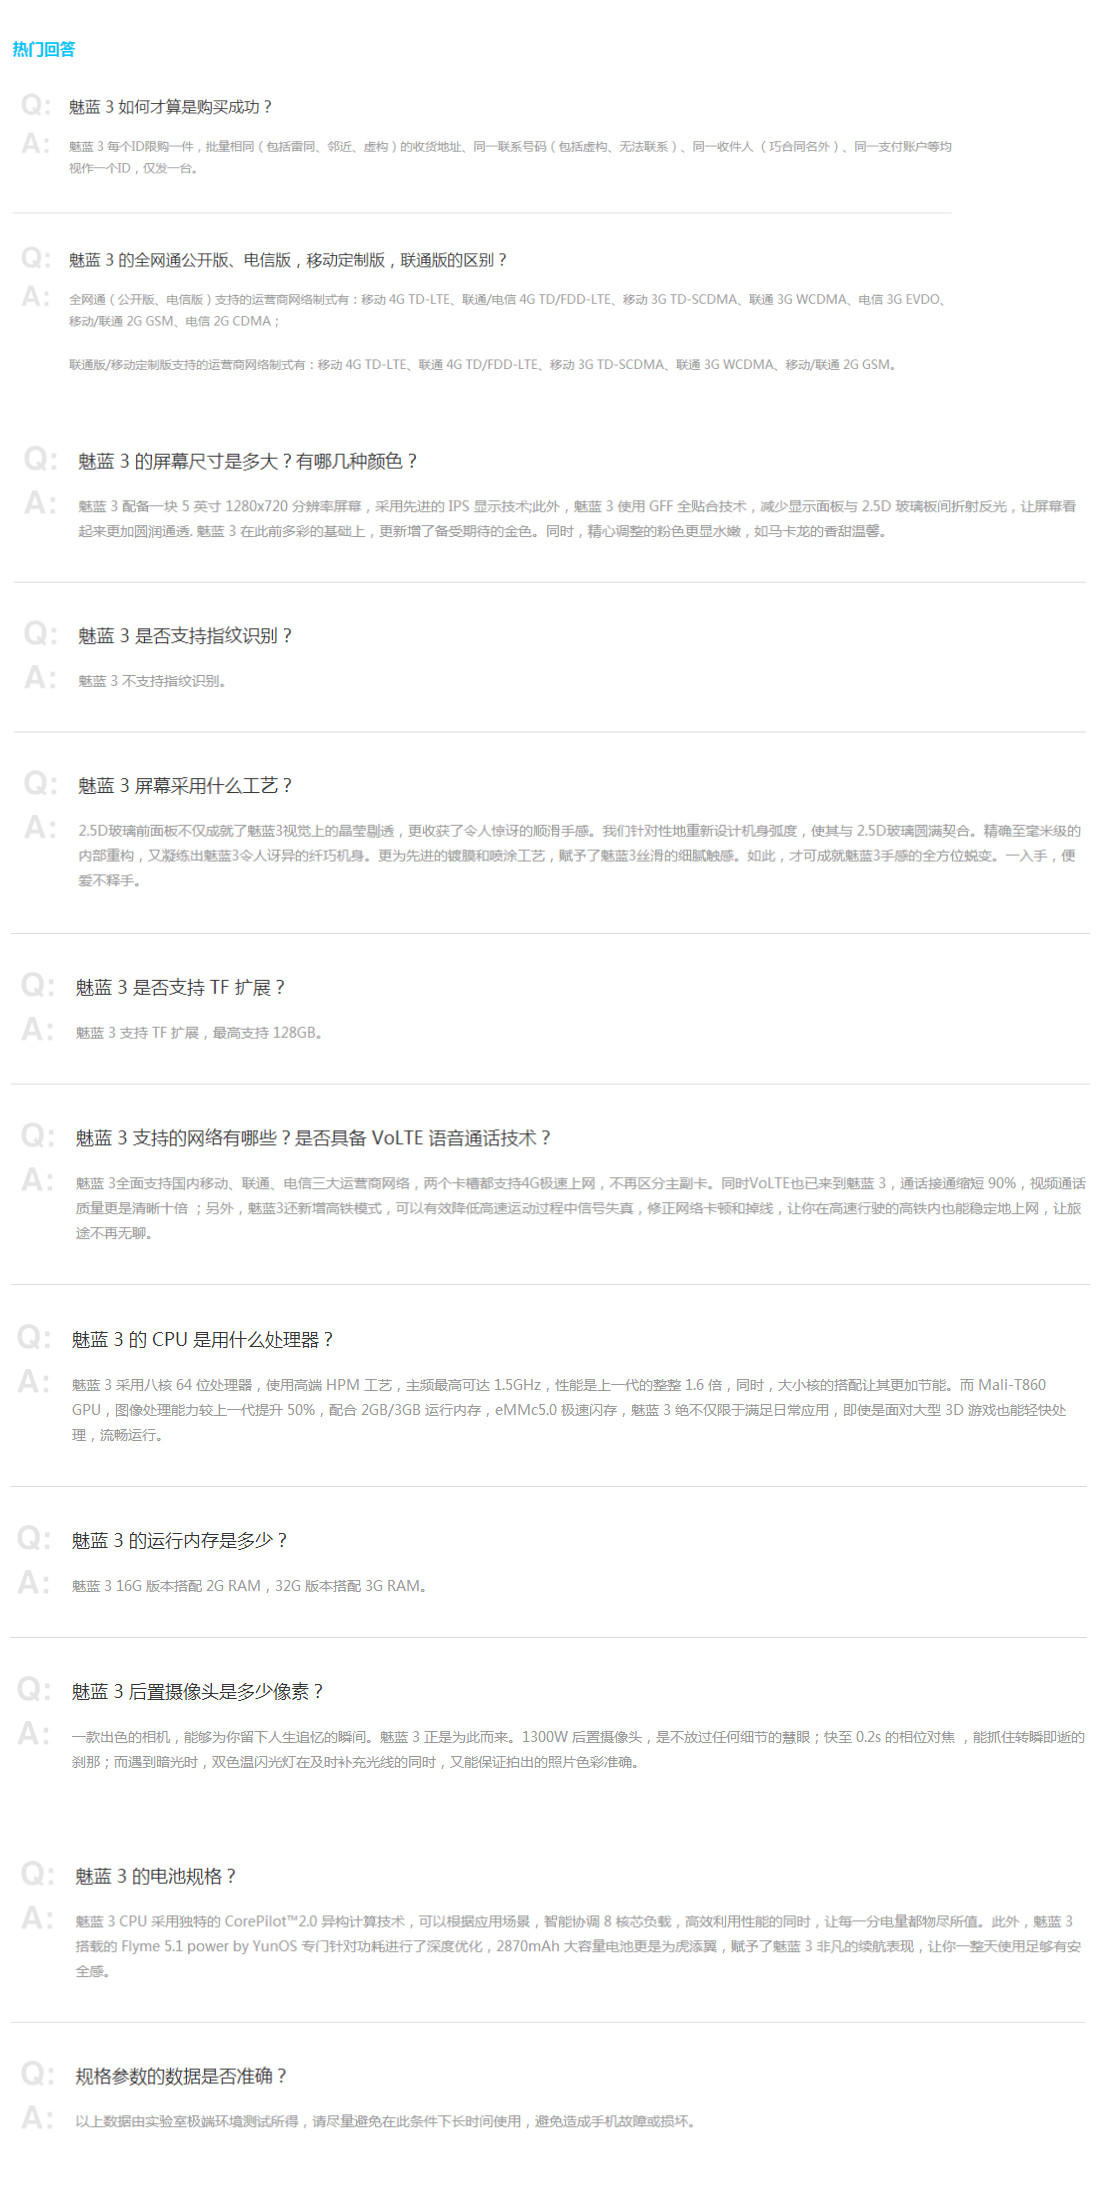 热门回答
Q: 魅蓝 3 如何才算是购买成功？
A: 魅蓝 3 每个ID限购一件，批量相同（包括雷同、邻近、虚构）的收货地址、同一联系号码（包括虚构、无法联系）、同一收件人 （ 巧合同名外）、同一支付账户等均
视作一个ID，仅发一台。
Q: 魅蓝 3 的全网通公开版、电信版，移动定制版，联通版的区别？
A: 全网通（公开版、电信版）支持的运营商网络制式有：移动 4G TD-LTE、联通/电信 4G TD/FDD-LTE、移动 3G TD-SCDMA、联通 3G WCDMA、电信 3G EVDO、
移动/联通 2G GSM、电信 2G CDMA；
联通版/移动定制版支持的运营商网络制式有：移动 4G TD-LTE、联通 4G TD/FDD-LTE、移动 3G TD-SCDMA、联通 3G WCDMA、移动/联通 2G GSM。
Q: 魅蓝 3 的屏幕尺寸是多大？有哪几种颜色？
A: 魅蓝 3 配备一块 5 英寸 1280x720 分辨率屏幕，采用先进的 IPS 显示技术;此外，魅蓝 3 使用 GFF 全贴合技术，减少显示面板与 2.5D 玻璃板间折射反光，让屏幕看
起来更加圆润通透. 魅蓝 3 在此前多彩的基础上，更新增了备受期待的金色。同时，精心调整的粉色更显水嫩，如马卡龙的香甜温馨。
Q: 魅蓝 3 是否支持指纹识别？
A: 魅蓝 3 不支持指纹识别。
Q: 魅蓝 3 屏幕采用什么工艺？
A: 2.5D玻璃前面板不仅成就了魅蓝3视觉上的晶莹剔透，更收获了令人惊讶的顺滑手感。我们针对性地重新设计机身弧度，使其与 2.5D玻璃圆满契合。精确至毫米级的
内部重构，又凝练出魅蓝3令人讶异的纤巧机身。更为先进的镀膜和喷涂工艺，赋予了魅蓝3丝滑的细腻触感。如此，才可成就魅蓝3手感的全方位蜕变。一入手，便
爱不释手。
Q: 魅蓝 3 是否支持 TF 扩展？
A: 魅蓝 3 支持 TF 扩展，最高支持 128GB。
Q: 魅蓝 3 支持的网络有哪些？是否具备 VoLTE 语音通话技术？
A: 魅蓝 3全面支持国内移动、联通、电信三大运营商网络，两个卡槽都支持4G极速上网，不再区分主副卡。同时VoLTE也已来到魅蓝 3，通话接通缩短 90%，视频通话
质量更是清晰十倍 ；另外，魅蓝3还新增高铁模式，可以有效降低高速运动过程中信号失真，修正网络卡顿和掉线，让你在高速行驶的高铁内也能稳定地上网，让旅
途不再无聊。
Q: 魅蓝 3 的 CPU 是用什么处理器？
A: 魅蓝 3 采用八核 64 位处理器，使用高端 HPM 工艺，主频最高可达 1.5GHz，性能是上一代的整整 1.6 倍，同时，大小核的搭配让其更加节能。而 Mali-T860
GPU，图像处理能力较上一代提升 50%，配合 2GB/3GB 运行内存，eMMc5.0 极速闪存，魅蓝 3 绝不仅限于满足日常应用，即使是面对大型 3D 游戏也能轻快处
理，流畅运行。
Q: 魅蓝 3 的运行内存是多少？
A: 魅蓝 3 16G 版本搭配 2G RAM，32G 版本搭配 3G RAM。
Q: 魅蓝 3 后置摄像头是多少像素？
A: 一款出色的相机，能够为你留下人生追忆的瞬间。魅蓝 3 正是为此而来。1300W 后置摄像头，是不放过任何细节的慧眼；快至 0.2s 的相位对焦 ，能抓住转瞬即逝的
刹那；而遇到暗光时，双色温闪光灯在及时补充光线的同时，又能保证拍出的照片色彩准确。
Q: 魅蓝 3 的电池规格？
A: 魅蓝 3 CPU 采用独特的 CorePilot™2.0 异构计算技术，可以根据应用场景，智能协调 8 核芯负载，高效利用性能的同时，让每一分电量都物尽所值。此外，魅蓝 3
搭载的 Flyme 5.1 power by YunOS 专门针对功耗进行了深度优化，2870mAh 大容量电池更是为虎添翼，赋予了魅蓝 3 非凡的续航表现，让你一整天使用足够有安
全感。
Q: 规格参数的数据是否准确？
A: 以上数据由实验室极端环境测试所得，请尽量避免在此条件下长时间使用，避免造成手机故障或损坏。